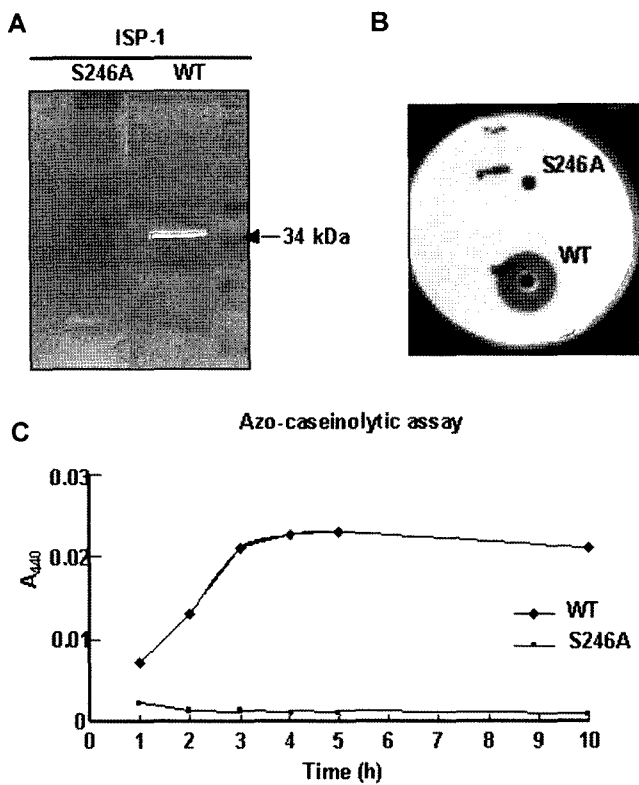 A
ISP-1
S246A WT
34 kDa
B
S246A
WT
C
Azo-caseinolytic assay
0.03
0.02
0.01
0
A440
0 1 2 3 4 5 6 7 8 9 10
Time (h)
WT
S246A